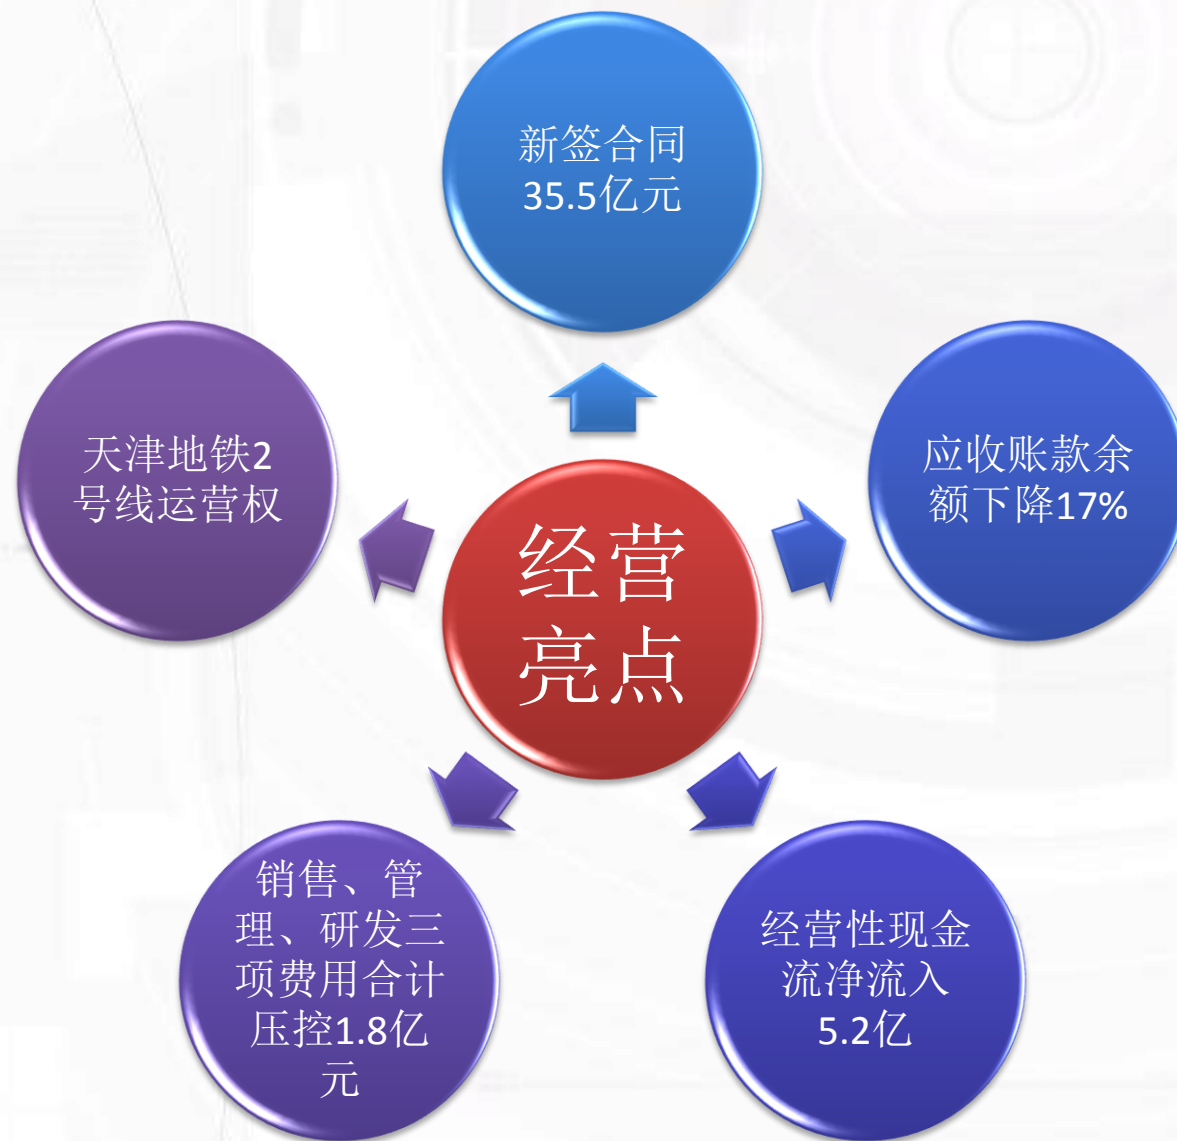 新签合同
35.5亿元
天津地铁2
号线运营权
应收账款余
额下降17%
经营
亮点
销售、管
理、研发三
项费用合计
压控1.8亿
元
经营性现金
流净流入
5.2亿